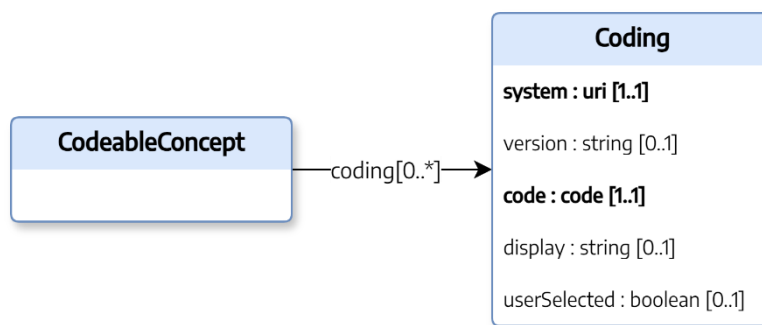 CodeableConcept
coding[0..*]
Coding
system : uri [1..1]
version : string [0..1]
code : code [1..1]
display : string [0..1]
userSelected : boolean [0..1]